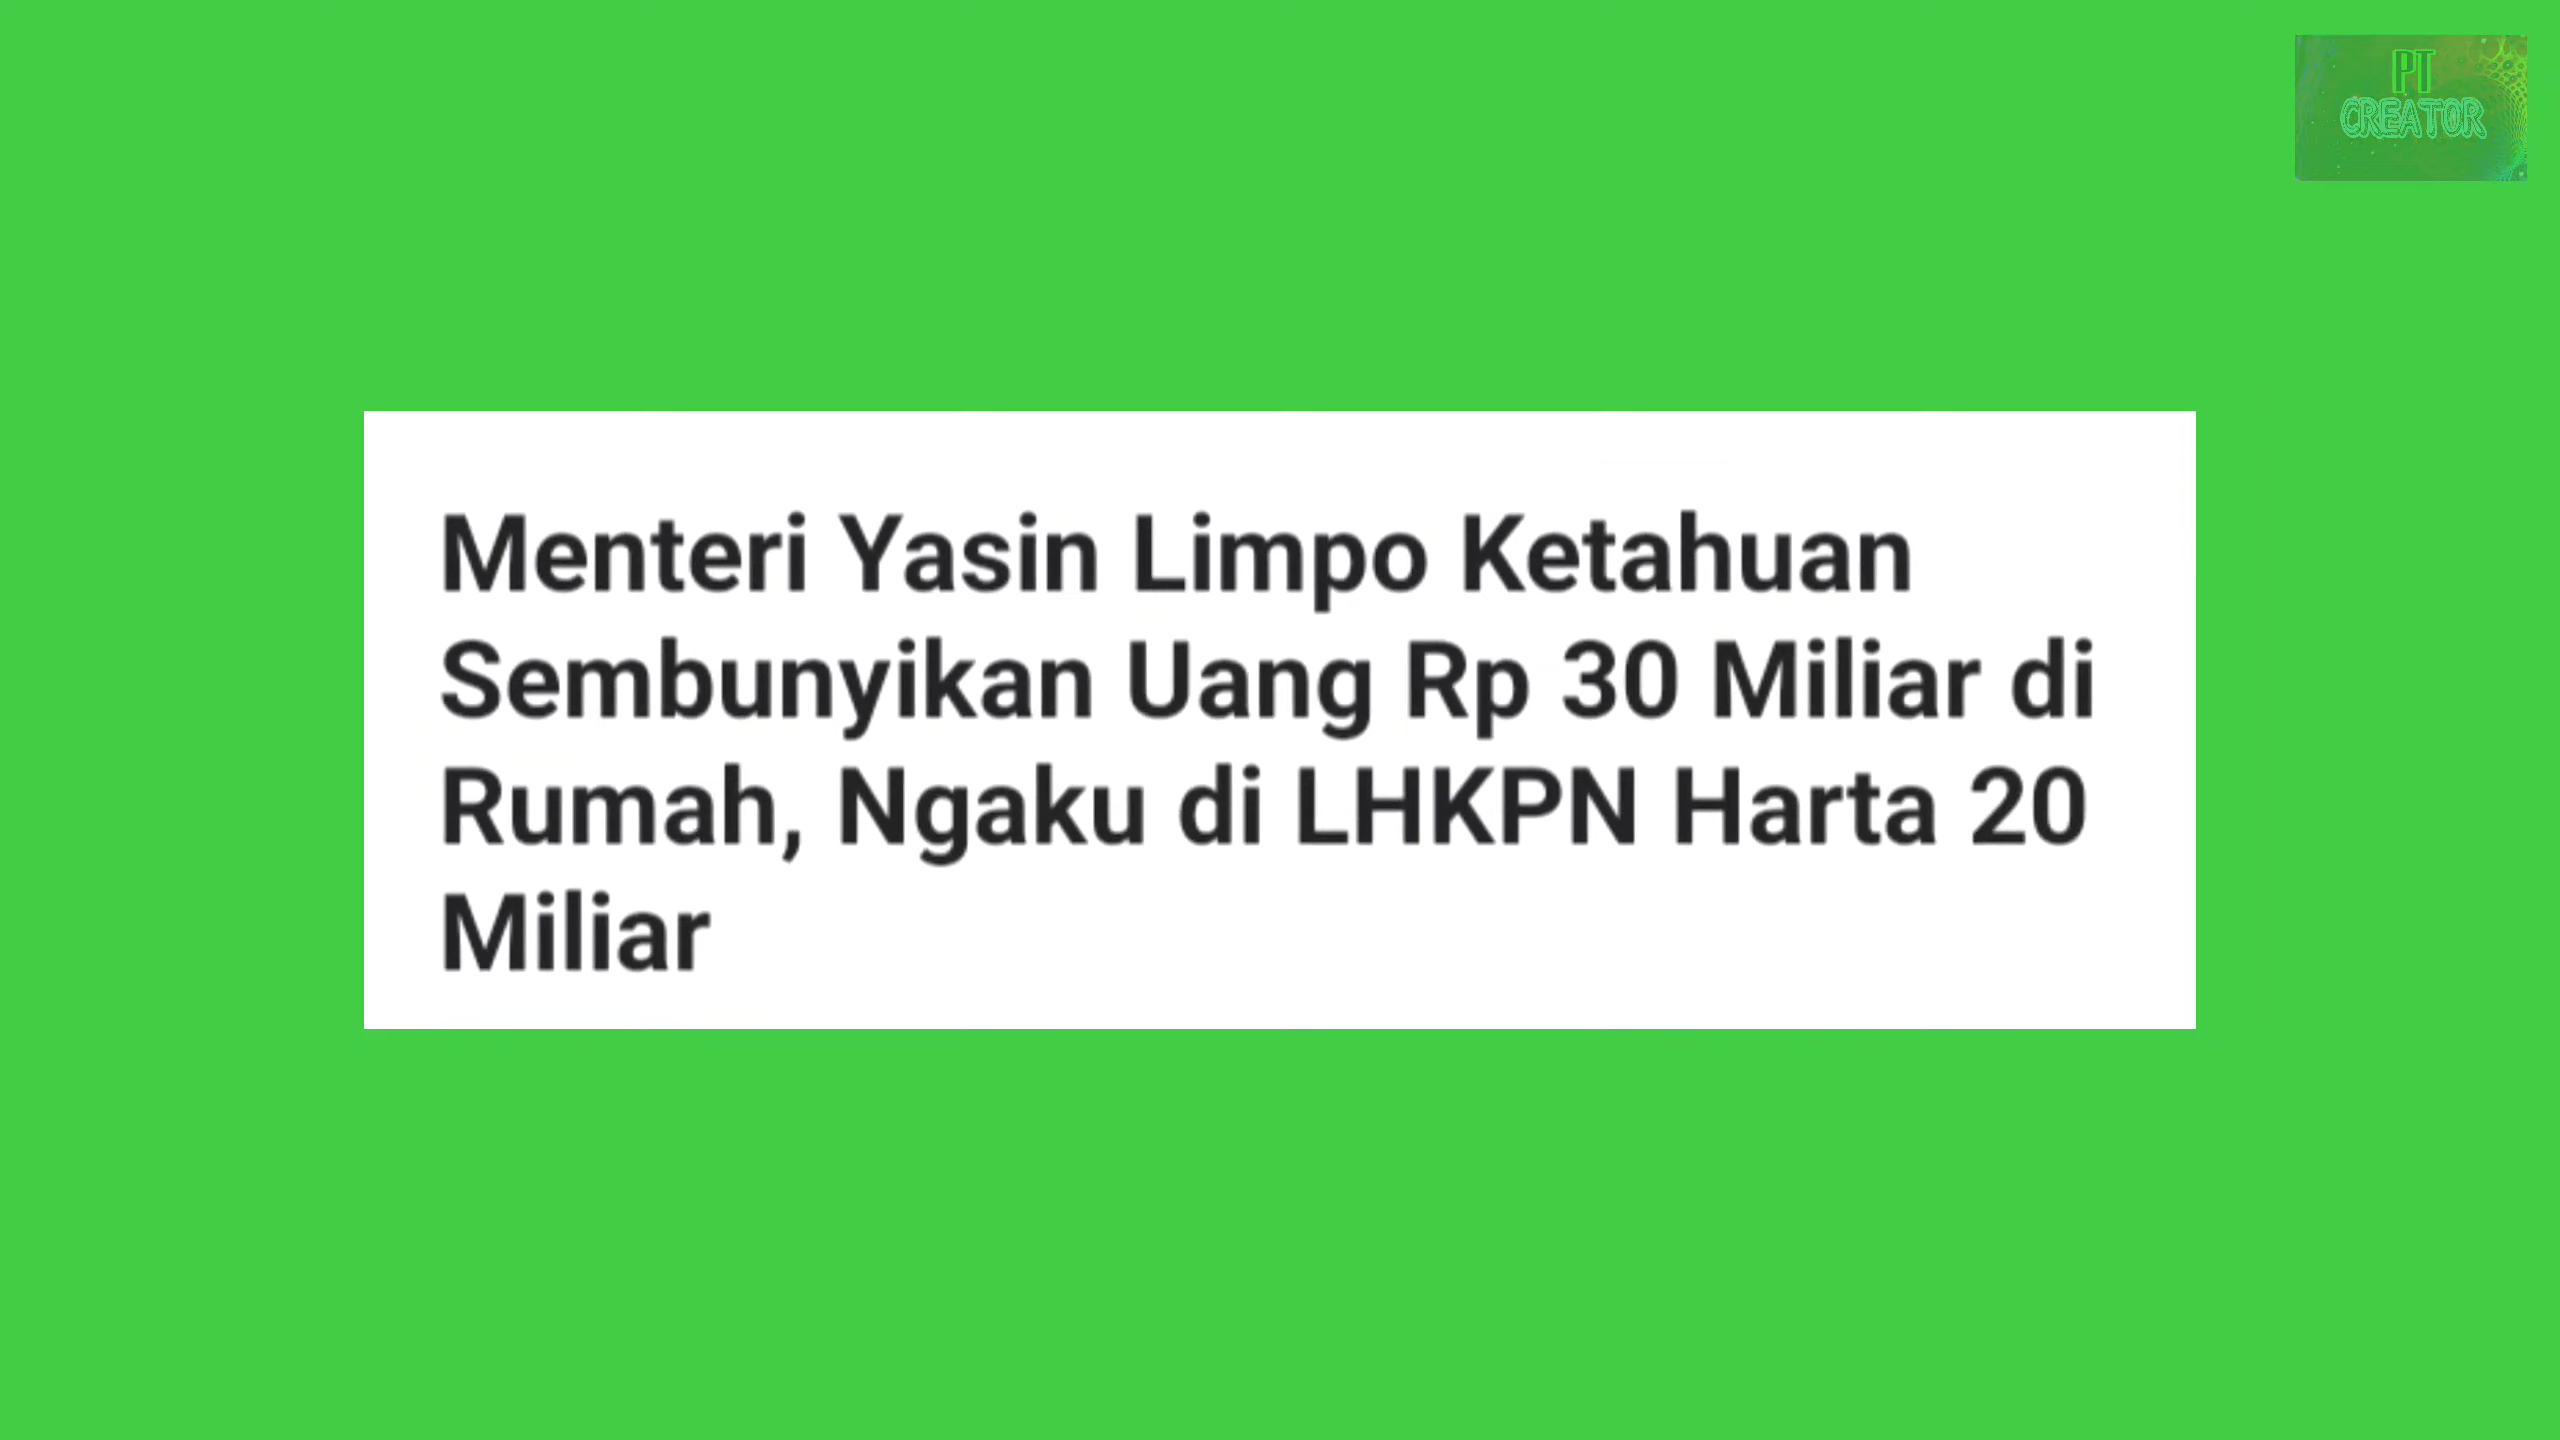 PT
CREATOR
Menteri Yasin Limpo Ketahuan
Sembunyikan Uang Rp 30 Miliar di
Rumah, Ngaku di LHKPN Harta 20
Miliar